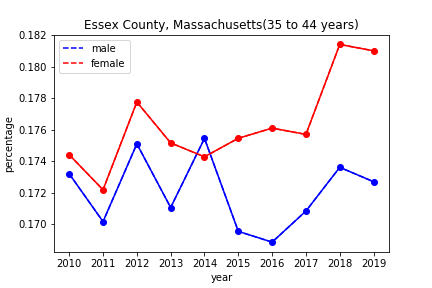 Essex County, Massachusetts(35 to 44 years)
male
female
percentage
0.182
0.180
0.178
0.176
0.174
0.172
0.170
2010 2011 2012 2013 2014 2015 2016 2017 2018 2019
year